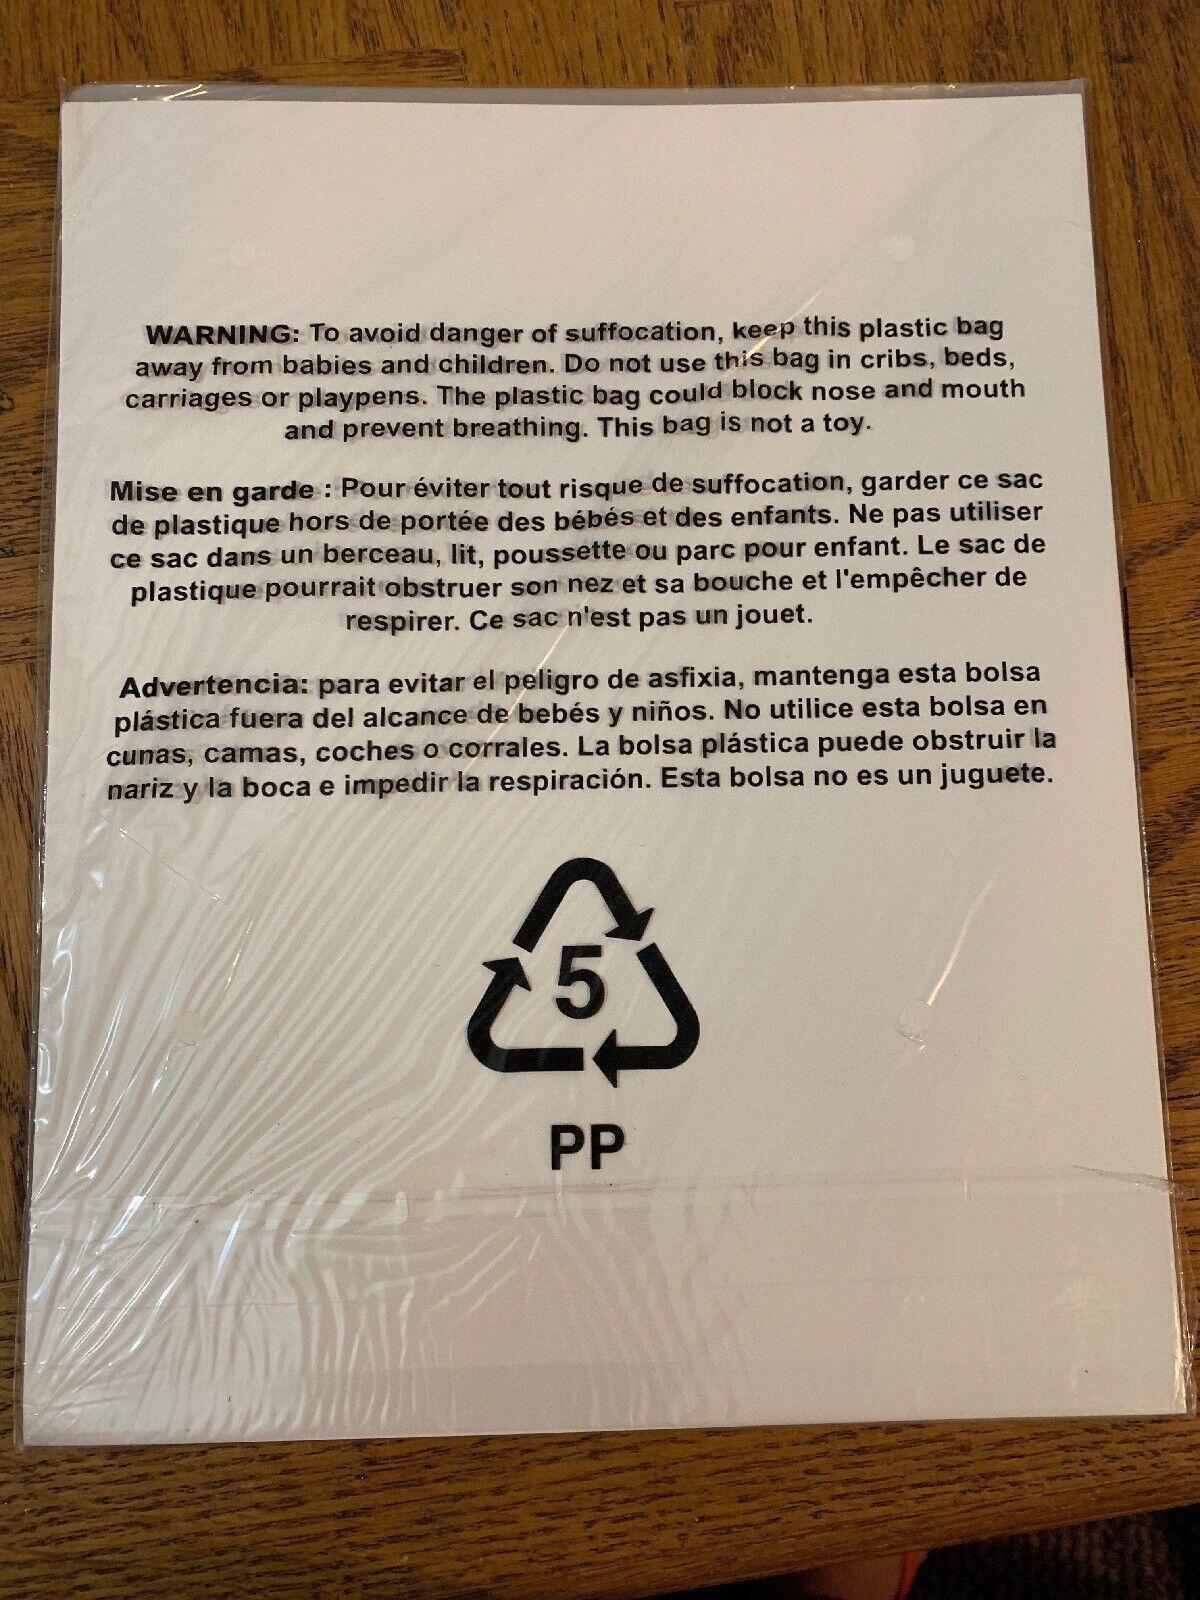 WARNING: To avoid danger of suffocation, keep this plastic bag
away from babies and children. Do not use this bag in cribs, beds,
carriages or playpens. The plastic bag could block nose and mouth
and prevent breathing. This bag is not a toy.
Mise en garde : Pour éviter tout risque de suffocation, garder ce sac
de plastique hors de portée des bébés et des enfants. Ne pas utiliser
ce sac dans un berceau, lit, poussette ou parc pour enfant. Le sac de
plastique pourrait obstruer son nez et sa bouche et l'empêcher de
respirer. Ce sac n'est pas un jouet.
Advertencia: para evitar el peligro de asfixia, mantenga esta bolsa
plástica fuera del alcance de bebés y niños. No utilice esta bolsa en
cunas, camas, coches o corrales. La bolsa plástica puede obstruir la
nariz y la boca e impedir la respiración. Esta bolsa no es un juguete.
5
PP